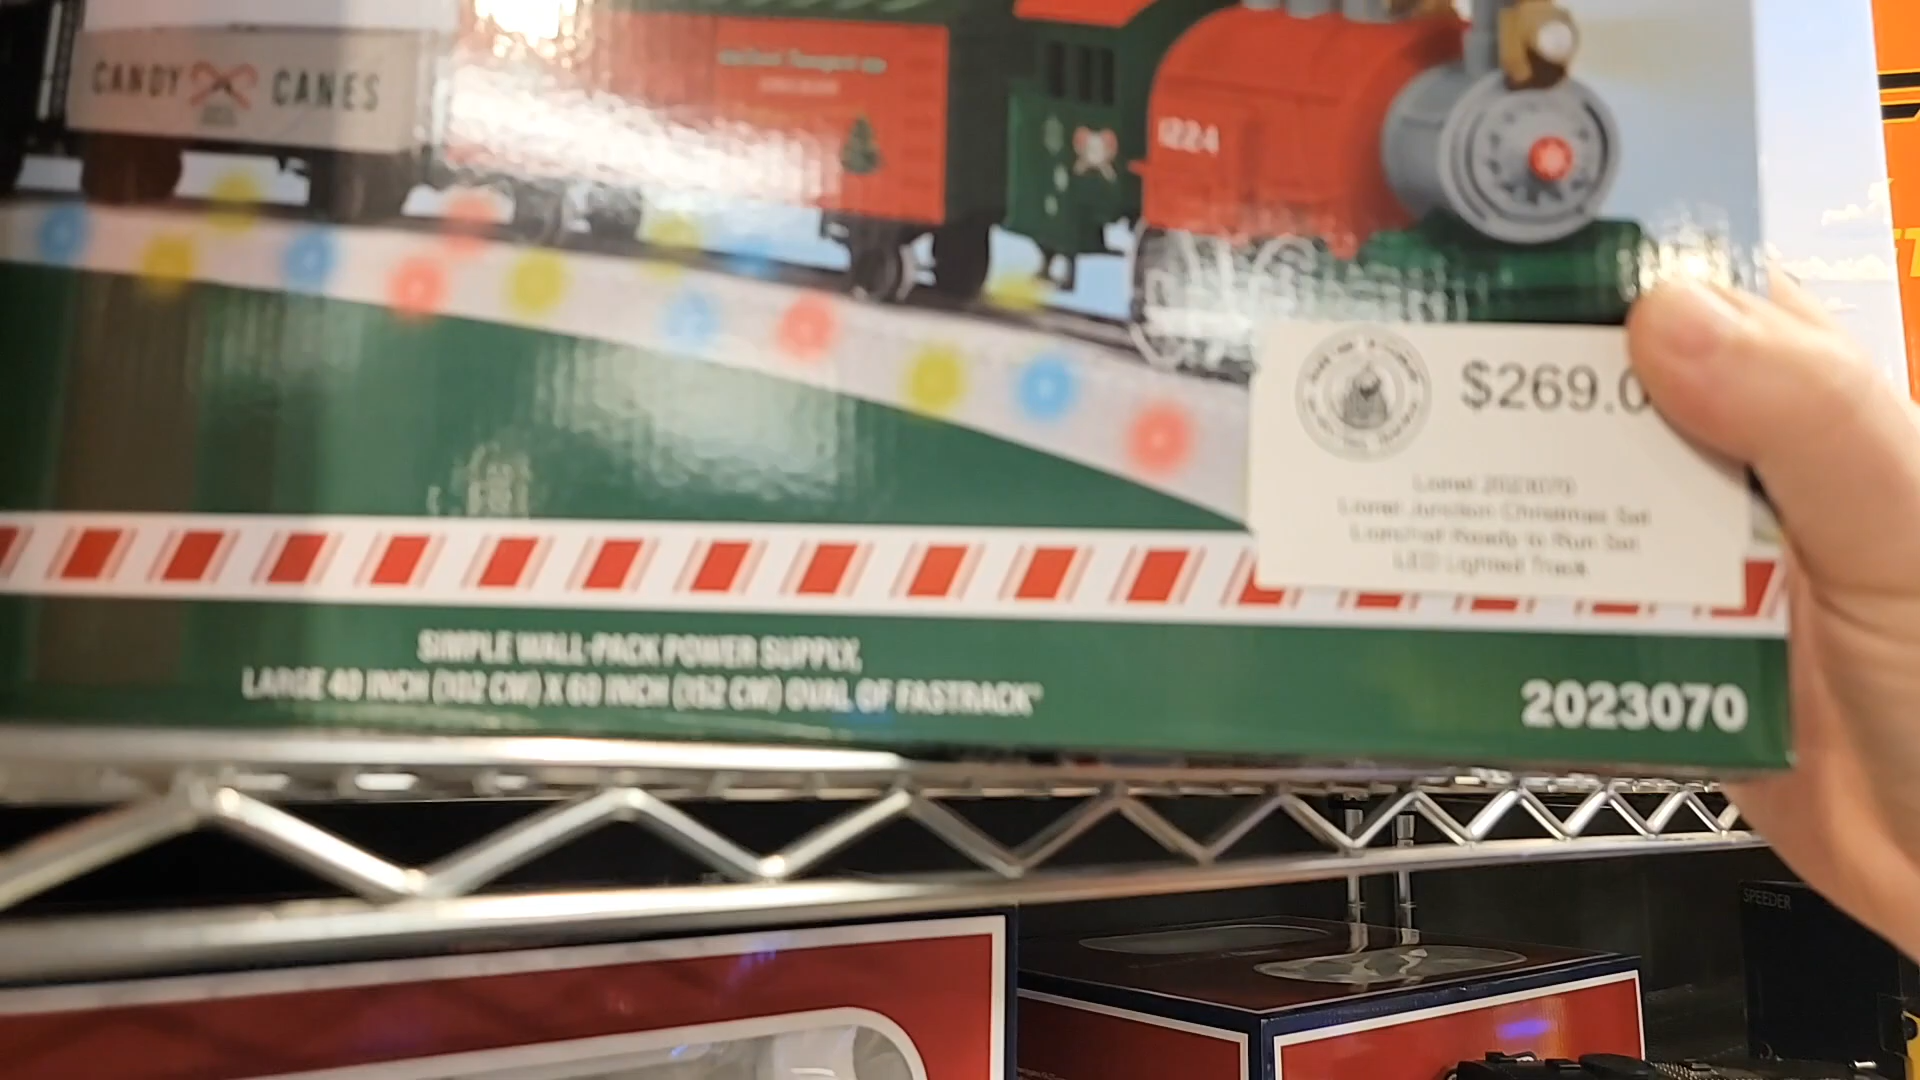 CANDY CANES
1224
$269.0
Lionel 2023070
Lionel Junction Christmas Set
Lionchief Ready to Run Set
LED Lighted Track
SIMPLE WALL-PACK POWER SUPPLY,
LARGE 40 INCH (102 CM) X 60 INCH (152 CM) OVAL OF FASTRACK™
2023070
SPEEDER